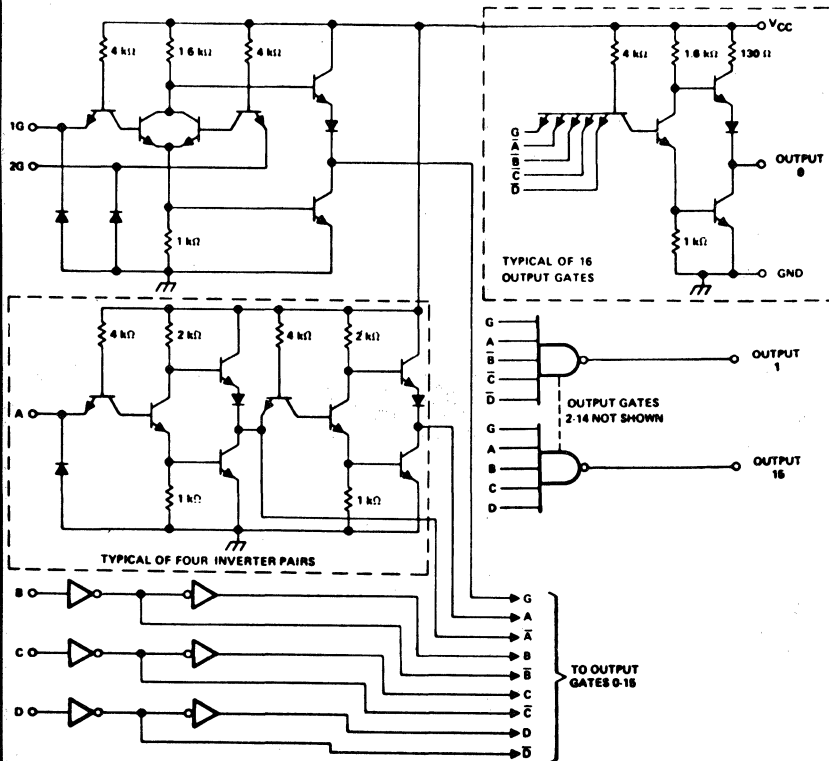 VCC
4 kΩ
1 6 kΩ
4 kΩ
1G
2G
1 kΩ
4 kΩ
1.6 kΩ
130 Ω
G
A̅
B̅
C̅
D̅
OUTPUT
0
1 kΩ
TYPICAL OF 16
OUTPUT GATES
GND
4 kΩ
2 kΩ
4 kΩ
2 kΩ
A
1 kΩ
1 kΩ
TYPICAL OF FOUR INVERTER PAIRS
G
A
B̅
C̅
D̅
OUTPUT
1
OUTPUT GATES
2-14 NOT SHOWN
G
A
B
C
D
OUTPUT
15
B
C
D
G
A
A̅
B
B̅
C
C̅
D
D̅
TO OUTPUT
GATES 0-15